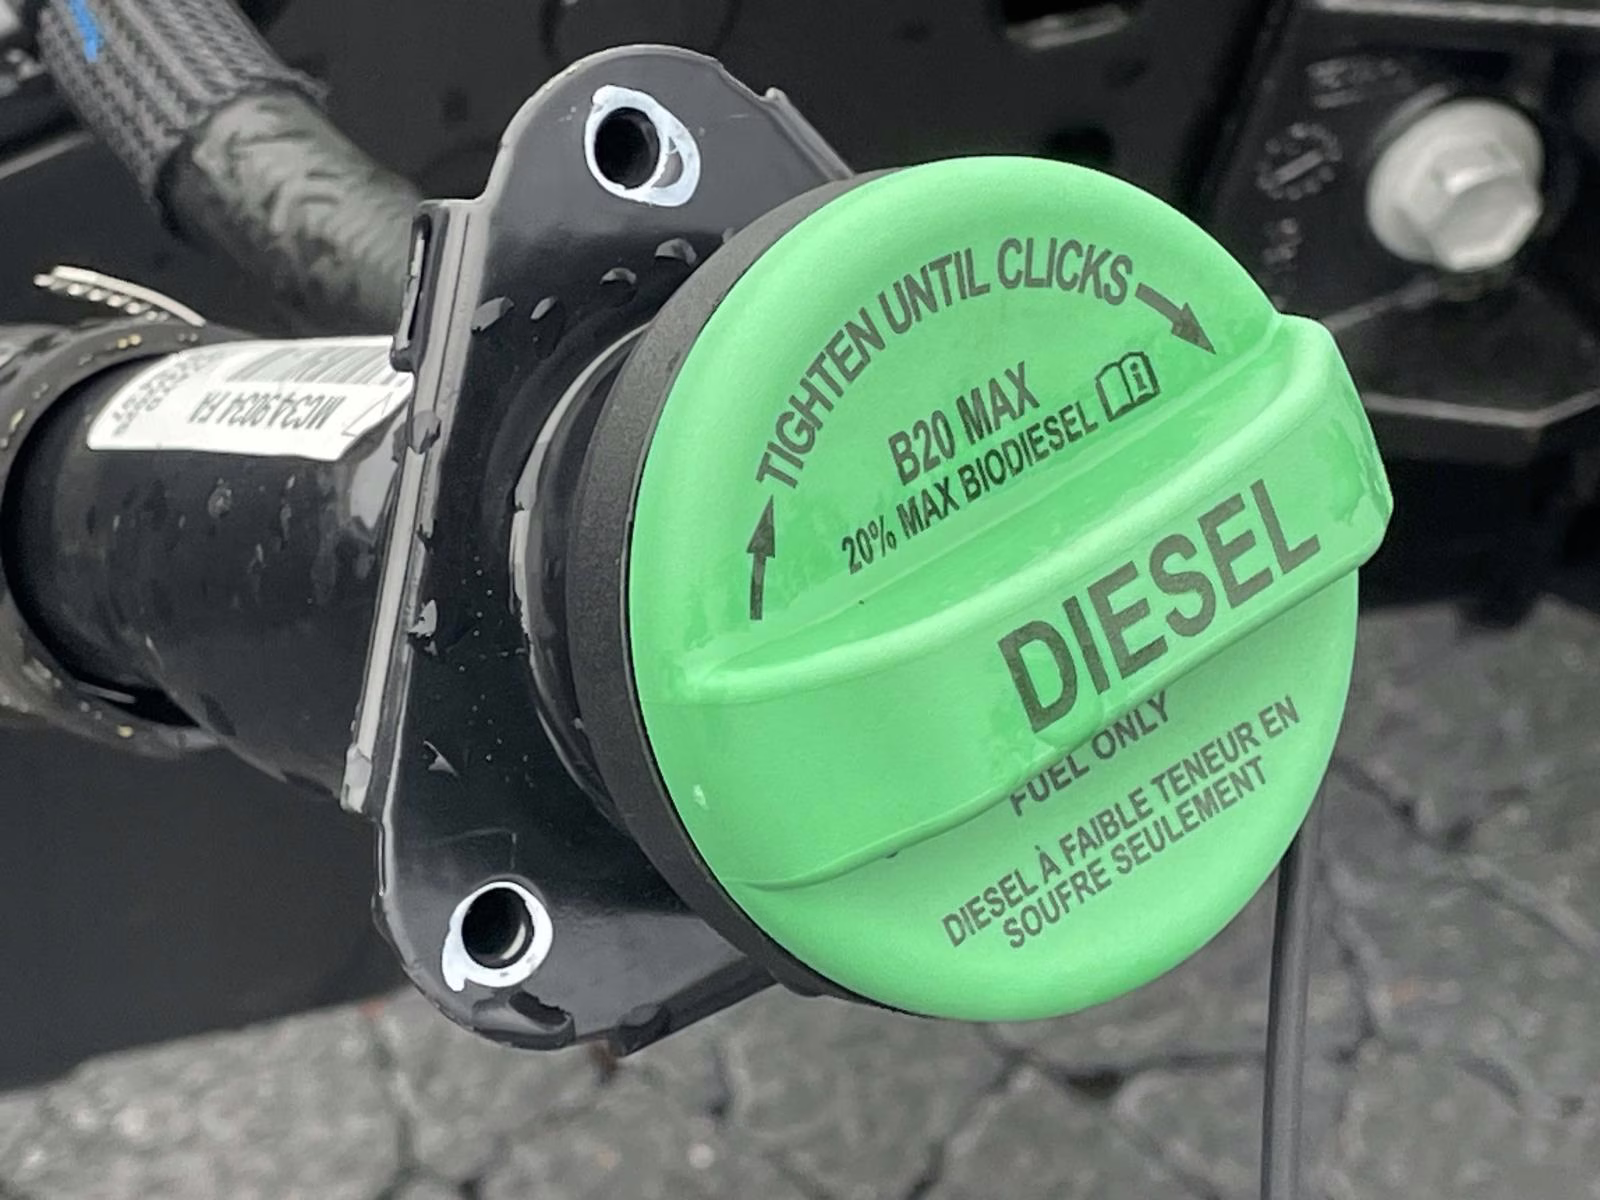 TIGHTEN UNTIL CLICKS
B20 MAX
20% MAX BIODIESEL
DIESEL
FUEL ONLY
DIESEL À FAIBLE TENEUR EN
SOUFRE SEULEMENT